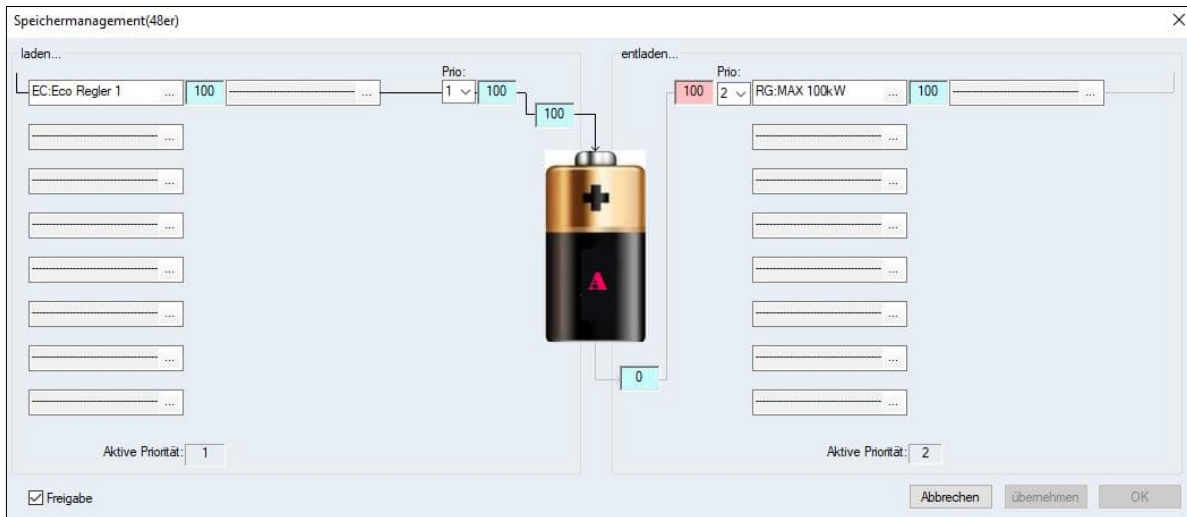 Speichermanagement(48er)
laden...
entladen...
Prio:
Prio:
EC:Eco Regler 1 ... 100 ... 1 100
100 2 RG:MAX 100kW ... 100 ...
100
...
...
...
...
...
...
...
...
...
...
...
...
...
...
A
0
Aktive Priorität: 1
Aktive Priorität: 2
Freigabe
Abbrechen
übernehmen
OK